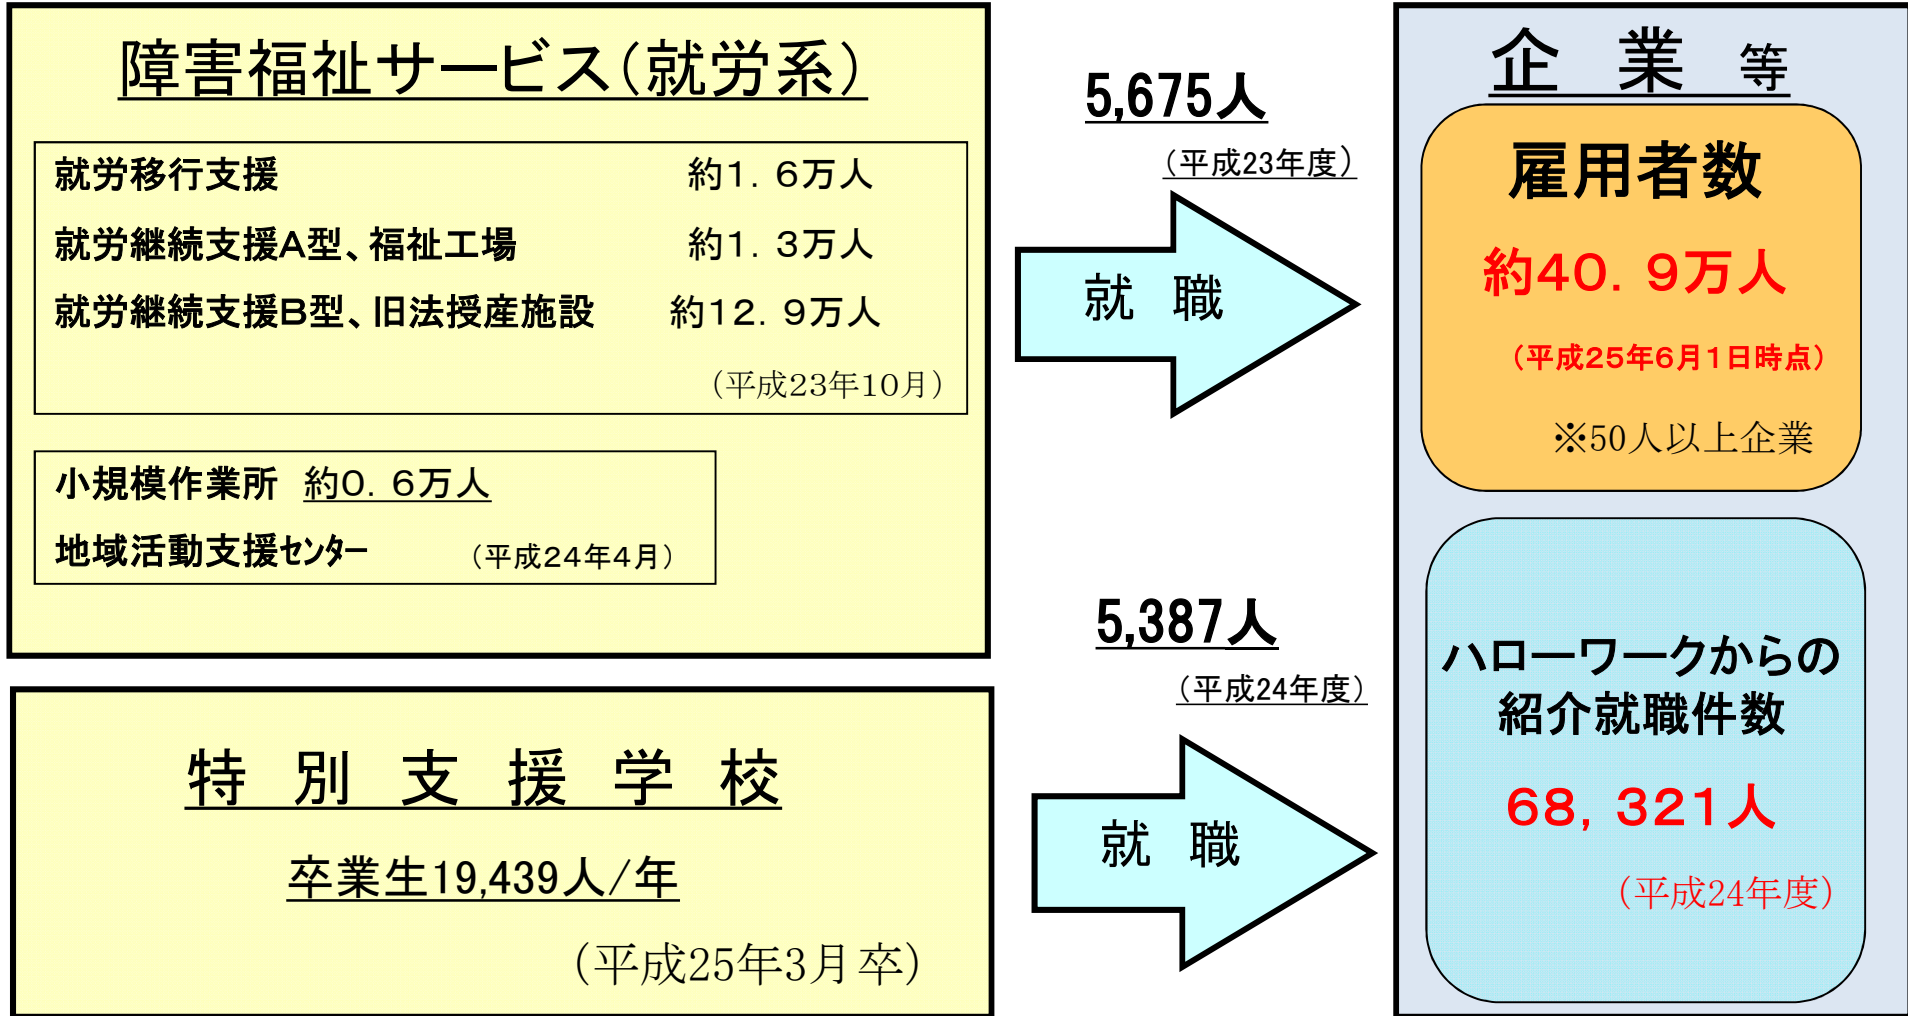 障害福祉サービス(就労系)
就労移行支援 約1.6万人
就労継続支援A型、福祉工場 約1.3万人
就労継続支援B型、旧法授産施設 約12.9万人
(平成23年10月)
小規模作業所 約0.6万人
地域活動支援センター (平成24年4月)
特別支援学校
卒業生19,439人/年
(平成25年3月卒)
5,675人
(平成23年度)
就職
5,387人
(平成24年度)
就職
企業等
雇用者数
約40.9万人
(平成25年6月1日時点)
※50人以上企業
ハローワークからの
紹介就職件数
68,321人
(平成24年度)